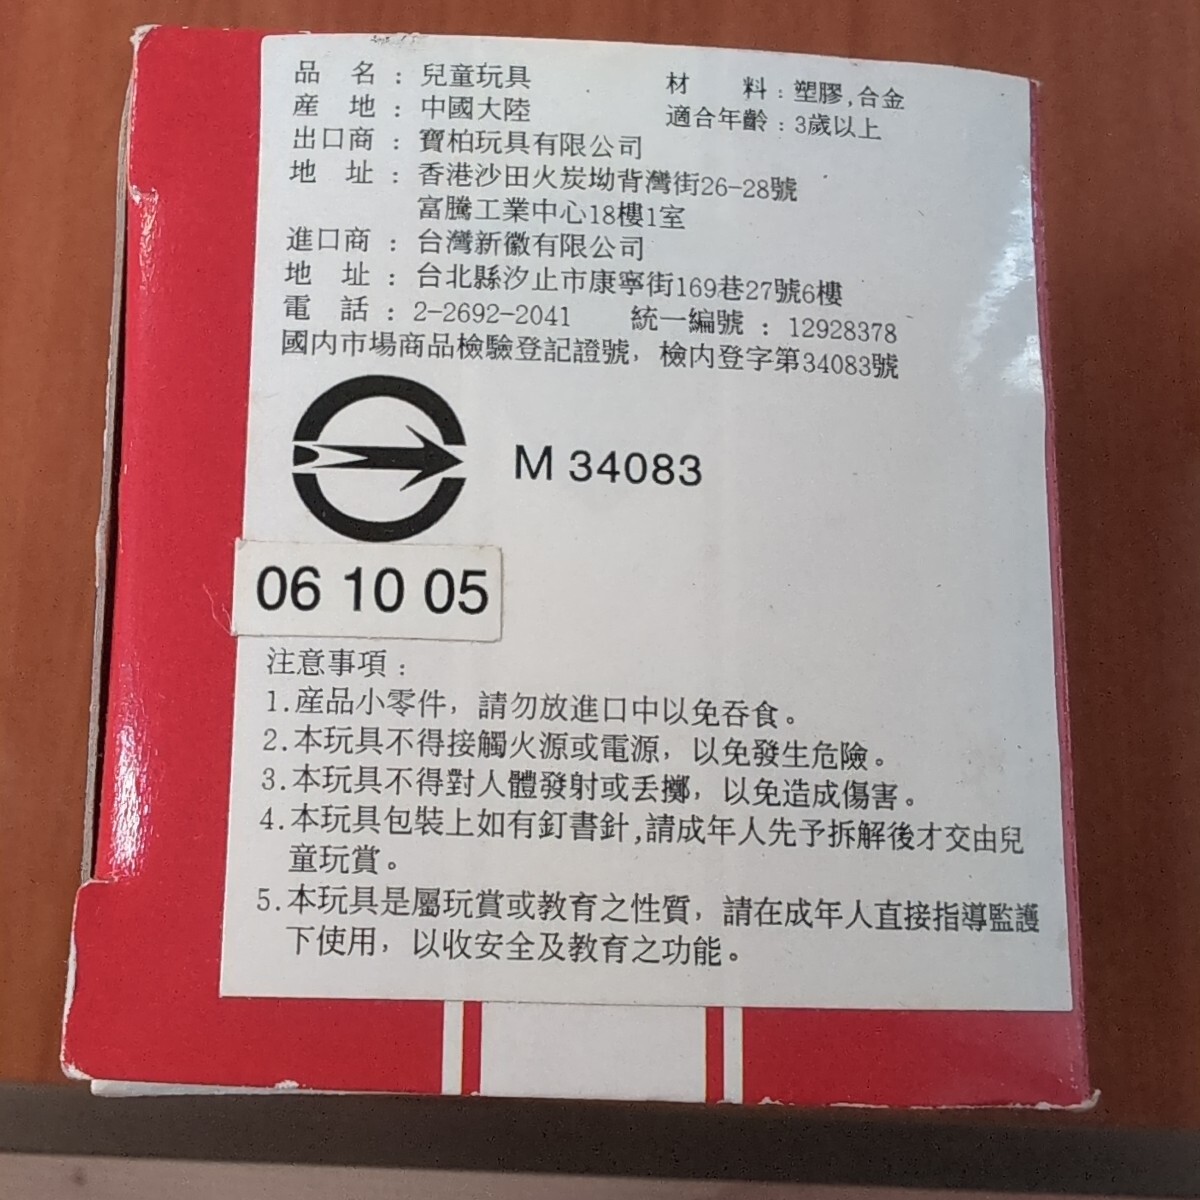 品 名：兒童玩具 材 料：塑膠,合金
産 地：中國大陸 適合年齡：3歲以上
出口商：寶柏玩具有限公司
地 址：香港沙田火炭坳背灣街26-28號
富騰工業中心18樓1室
進口商：台灣新徽有限公司
地 址：台北縣汐止市康寧街169巷27號6樓
電 話：2-2692-2041 統一編號：12928378
國內市場商品檢驗登記證號，檢內登字第34083號
M 34083
06 10 05
注意事項：
1.産品小零件，請勿放進口中以免吞食。
2.本玩具不得接觸火源或電源，以免發生危險。
3.本玩具不得對人體發射或丟擲，以免造成傷害。
4.本玩具包裝上如有釘書針,請成年人先予拆解後才交由兒
童玩賞。
5.本玩具是屬玩賞或教育之性質，請在成年人直接指導監護
下使用，以收安全及教育之功能。